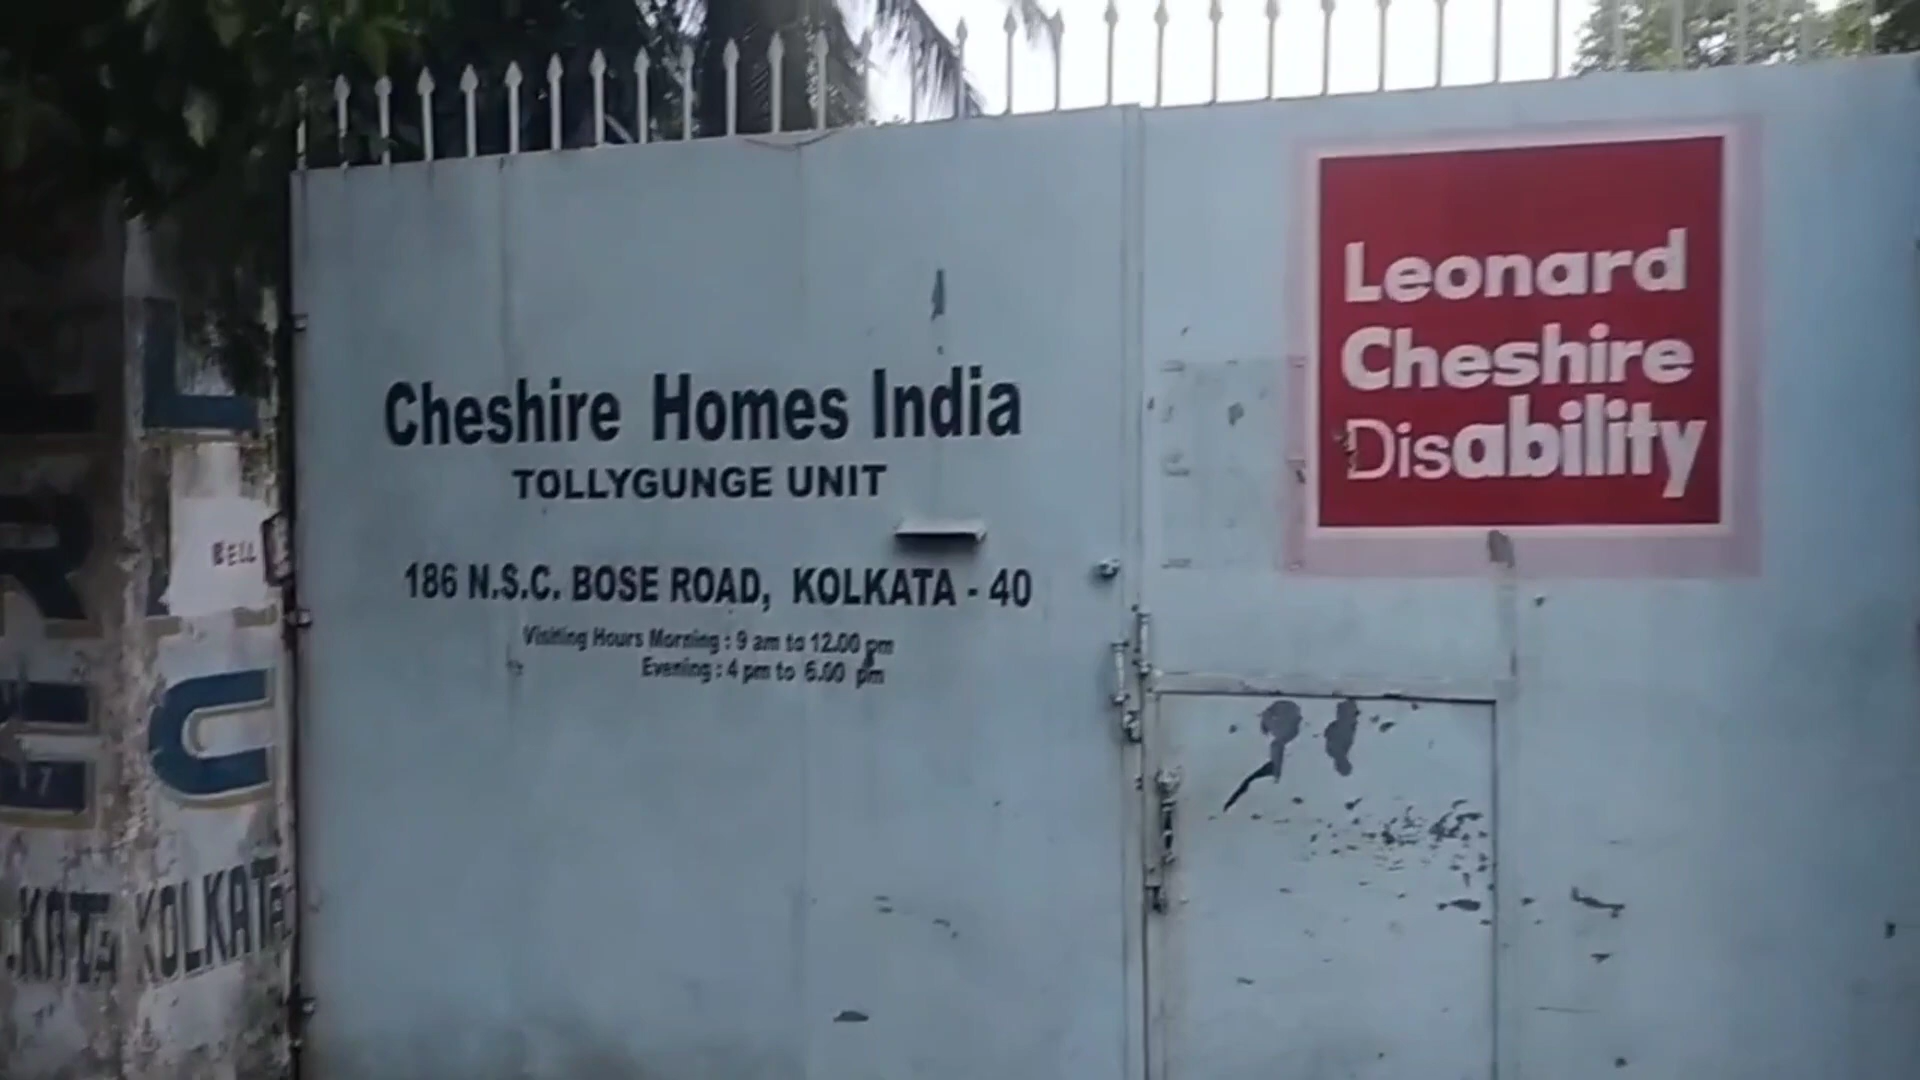 Cheshire Homes India
TOLLYGUNGE UNIT
186 N.S.C. BOSE ROAD, KOLKATA - 40
Visiting Hours Morning : 9 am to 12.00 pm
Evening : 4 pm to 6.00 pm
Leonard
Cheshire
Disability
BELL
KOLKATA